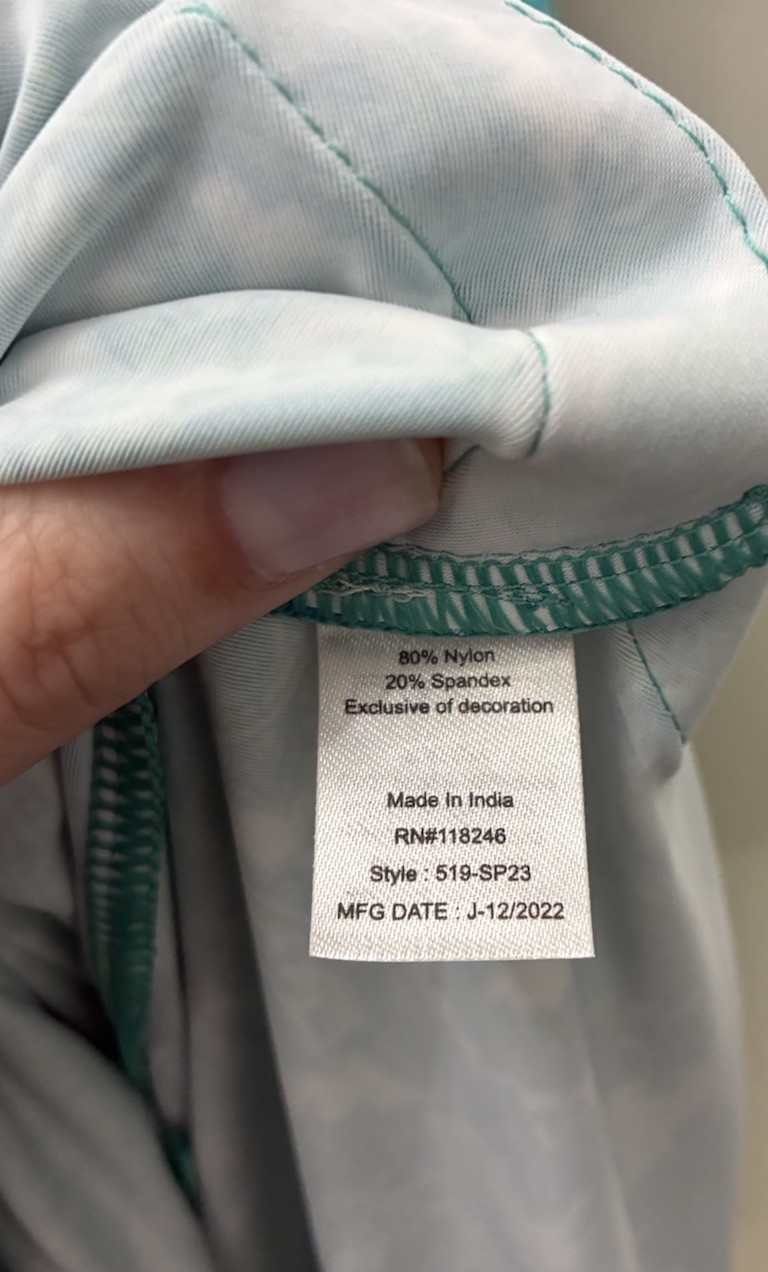 80% Nylon
20% Spandex
Exclusive of decoration
Made In India
RN#118246
Style : 519-SP23
MFG DATE : J-12/2022